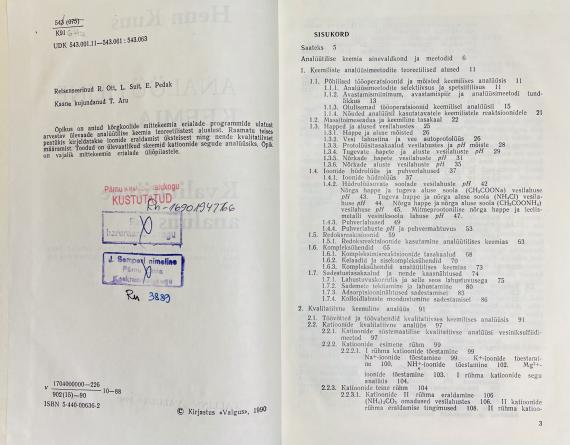 543 (075)
K91
UDK 543.001.11—543.061:543.063
Retsenseerinud R. Ott, L. Suit, E. Pedak
Kaane kujundanud T. Aru
Õpikus on antud kõrgkoolide mittekeemia erialade programmide ulatust
arvestav ülevaade analüütilise keemia teoreetilistest alustest. Raamatu teises
peatükis kirjeldatakse ioonide eraldamist üksteisest ning nende kvalitatiivset
määramist. Toodud on ülevaatlikud skeemid katioonide segude analüüsiks. Õpik
on vajalik mittekeemia erialade üliõpilastele.
KUSTUTATUD
Rn-1690194766
J. Sempari nimeline
Pärnu
Rn 3889
v 1704000000—226
902(15)—90
10—88
ISBN 5-440-00636-2
© Kirjastus «Valgus», 1990
SISUKORD
Saateks 5
Analüütilise keemia ainevaldkond ja meetodid 6
1. Keemiliste analüüsimeetodite teoreetilised alused 11
1.1. Põhilised tööoperatsioonid ja mõisted keemilises analüüsis 11
1.1.1. Analüüsimeetodite selektiivsus ja spetsiifilisus 11
1.1.2. Avastamismiinimum, avastamispiir ja analüüsimeetodi tund-
likkus 13
1.1.3. Olulisemad tööoperatsioonid keemilisel analüüsil 15
1.1.4. Nõuded analüüsil kasutatavatele keemilistele reaktsioonidele 21
1.2. Massitoimeseadus ja keemiline tasakaal 22
1.3. Happed ja alused vesilahustes 25
1.3.1. Happe ja aluse mõisted 26
1.3.2. Vesi lahustina ja vee autoprotolüüs 26
1.3.3. Protolüüsitasakaalud vesilahustes ja pH mõiste 28
1.3.4. Tugevate hapete ja aluste vesilahuste pH 29
1.3.5. Nõrkade hapete vesilahuste pH 31
1.3.6. Nõrkade aluste vesilahuste pH 35
1.4. Ioonide hüdrolüüs ja puhverlahused 37
1.4.1. Ioonide hüdrolüüs 37
1.4.2. Hüdrolüüsuvate soolade vesilahuste pH 42
Nõrga happe ja tugeva aluse soola (CH₃COONa) vesilahuse
pH 43. Tugeva happe ja nõrga aluse soola (NH₄Cl) vesila-
huse pH 44. Nõrga happe ja nõrga aluse soola (CH₃COONH₄)
vesilahuse pH 45. Mitmeprootonilise nõrga happe ja leelis-
metalli vesiniksoola lahuse pH 47.
1.4.3. Puhverlahused 49
1.4.4. Puhverlahuste pH ja puhvermahtuvus 53
1.5. Redoksreaktsioonid 59
1.5.1. Redoksreaktsioonide kasutamine analüütilises keemias 63
1.6. Kompleksühendid 65
1.6.1. Kompleksimisreaktsioonide tasakaalud 68
1.6.2. Kelaadid ja sisekompleksühendid 70
1.6.3. Kompleksühendid analüütilises keemias 73
1.7. Sadestustasakaalud ja nende kaasnähtused 74
1.7.1. Lahustuvuskorrutis ja selle seos lahustuvusega 75
1.7.2. Sademete tekitamine ja lahustamine 80
1.7.3. Adsorptsiooninähtused sadestamisel 83
1.7.4. Kolloidlahuste moodustumine sadestamisel 86
2. Kvalitatiivne keemiline analüüs 91
2.1. Töövõtted ja töövahendid kvalitatiivses keemilises analüüsis 91
2.2. Katioonide kvalitatiivne analüüs 97
2.2.1. Katioonide süstemaatilise kvalitatiivse analüüsi vesiniksulfiidi-
meetod 97
2.2.2. Katioonide esimene rühm 99
2.2.2.1. I rühma katioonide tõestamine 99
Na⁺-ioonide tõestamine 99. K⁺-ioonide tõestami-
ne 100. NH₄⁺-ioonide tõestamine 102. Mg²⁺-
ioonide tõestamine 103. I rühma katioonide segu
analüüs 104.
2.2.3. Katioonide teine rühm 104
2.2.3.1. Katioonide II rühma eraldamine 106
(NH₄)₂CO₃ omadused vesilahustes 106. II katioonide
rühma eraldamise tingimused 108. II rühma katioo-
3